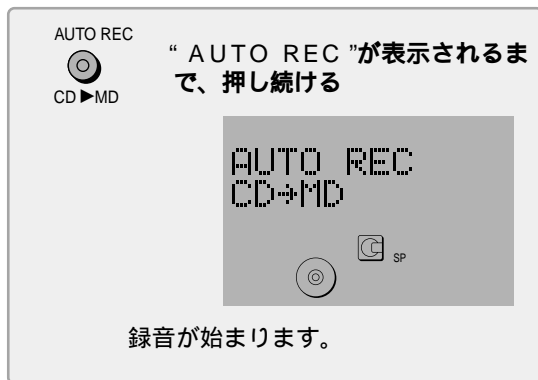 AUTO REC
CD▶MD
“AUTO REC”が表示されるま
で、押し続ける
AUTO REC
CD→MD
SP
録音が始まります。